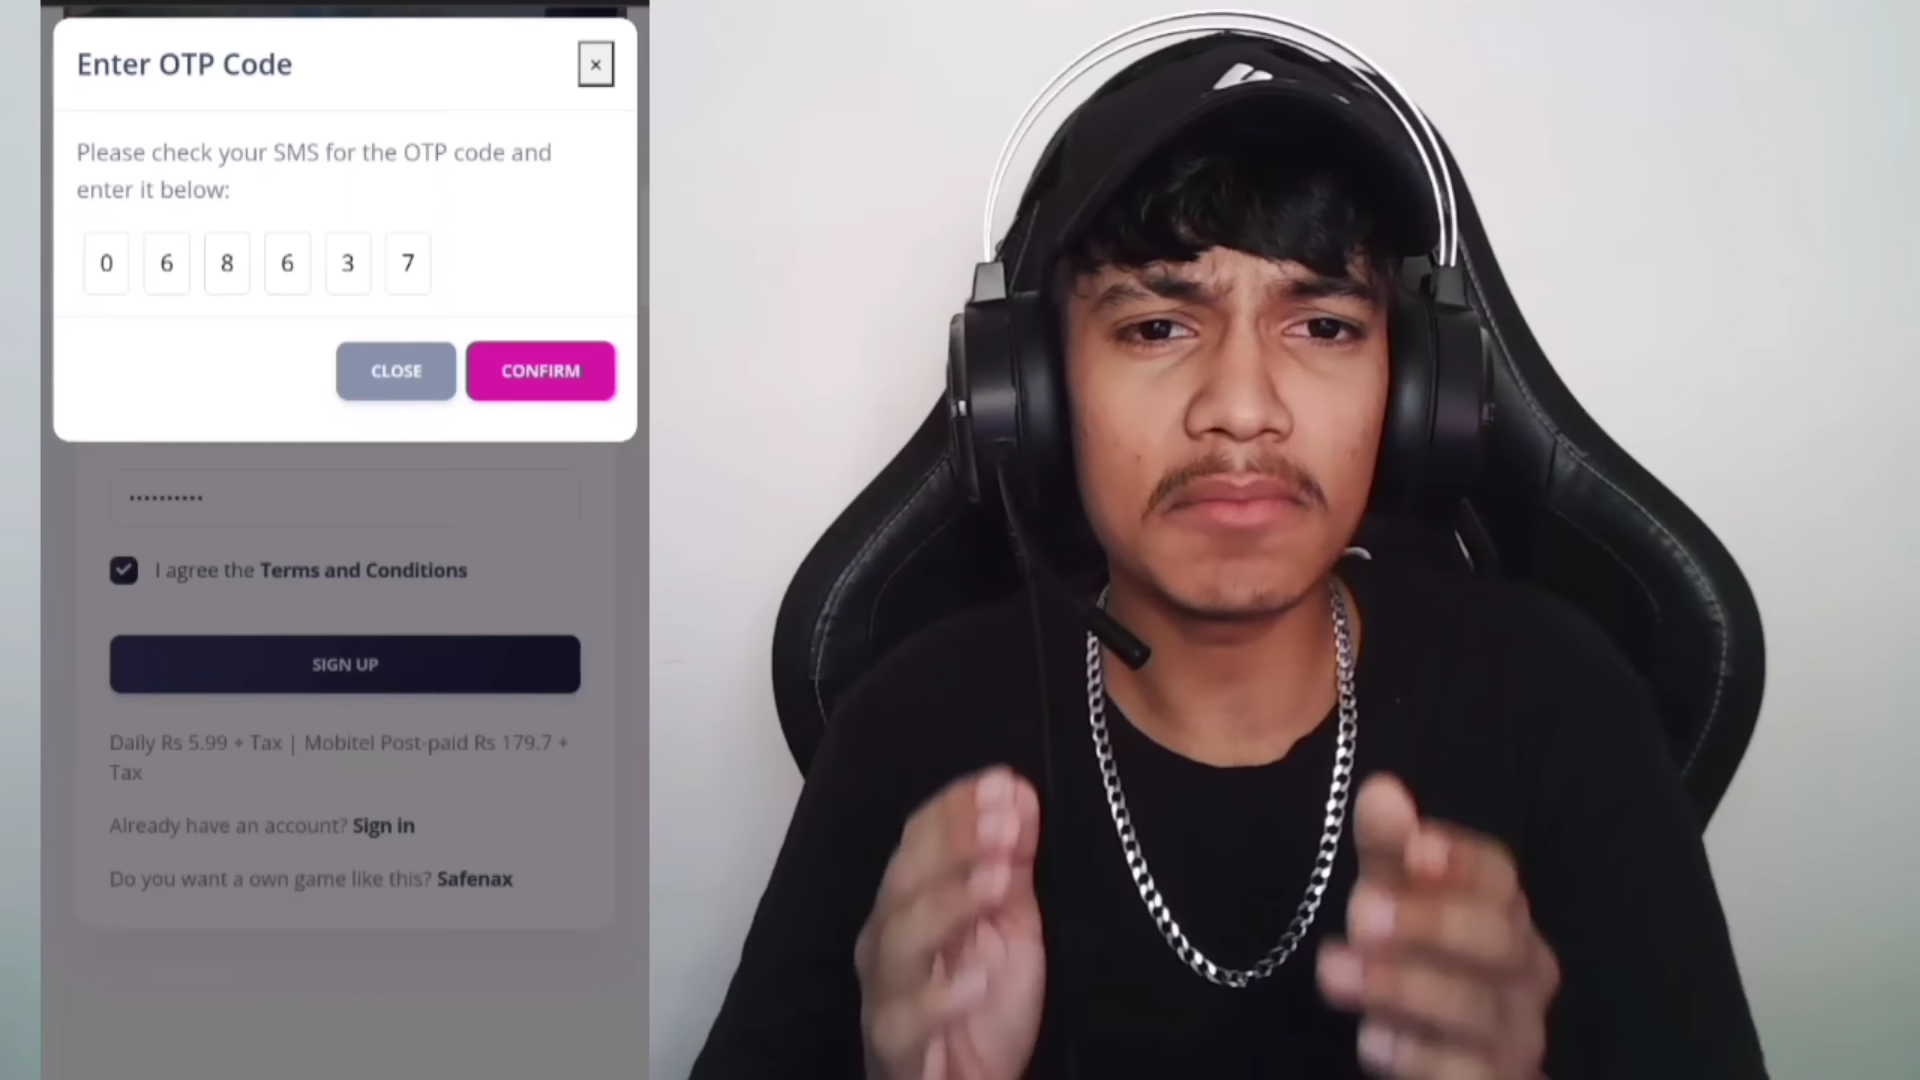 Enter OTP Code
×
Please check your SMS for the OTP code and
enter it below:
0 6 8 6 3 7
CLOSE CONFIRM
••••••••••
I agree the Terms and Conditions
SIGN UP
Daily Rs 5.99 + Tax | Mobitel Post-paid Rs 179.7 +
Tax
Already have an account? Sign in
Do you want a own game like this? Safenax